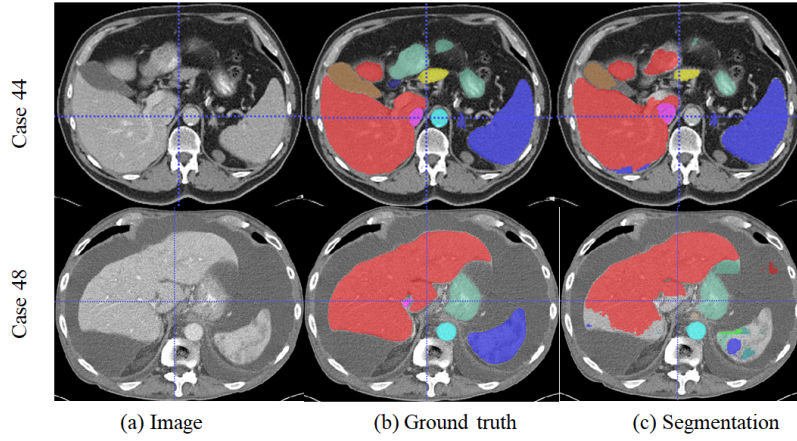 Case 44
Case 48
(a) Image
(b) Ground truth
(c) Segmentation